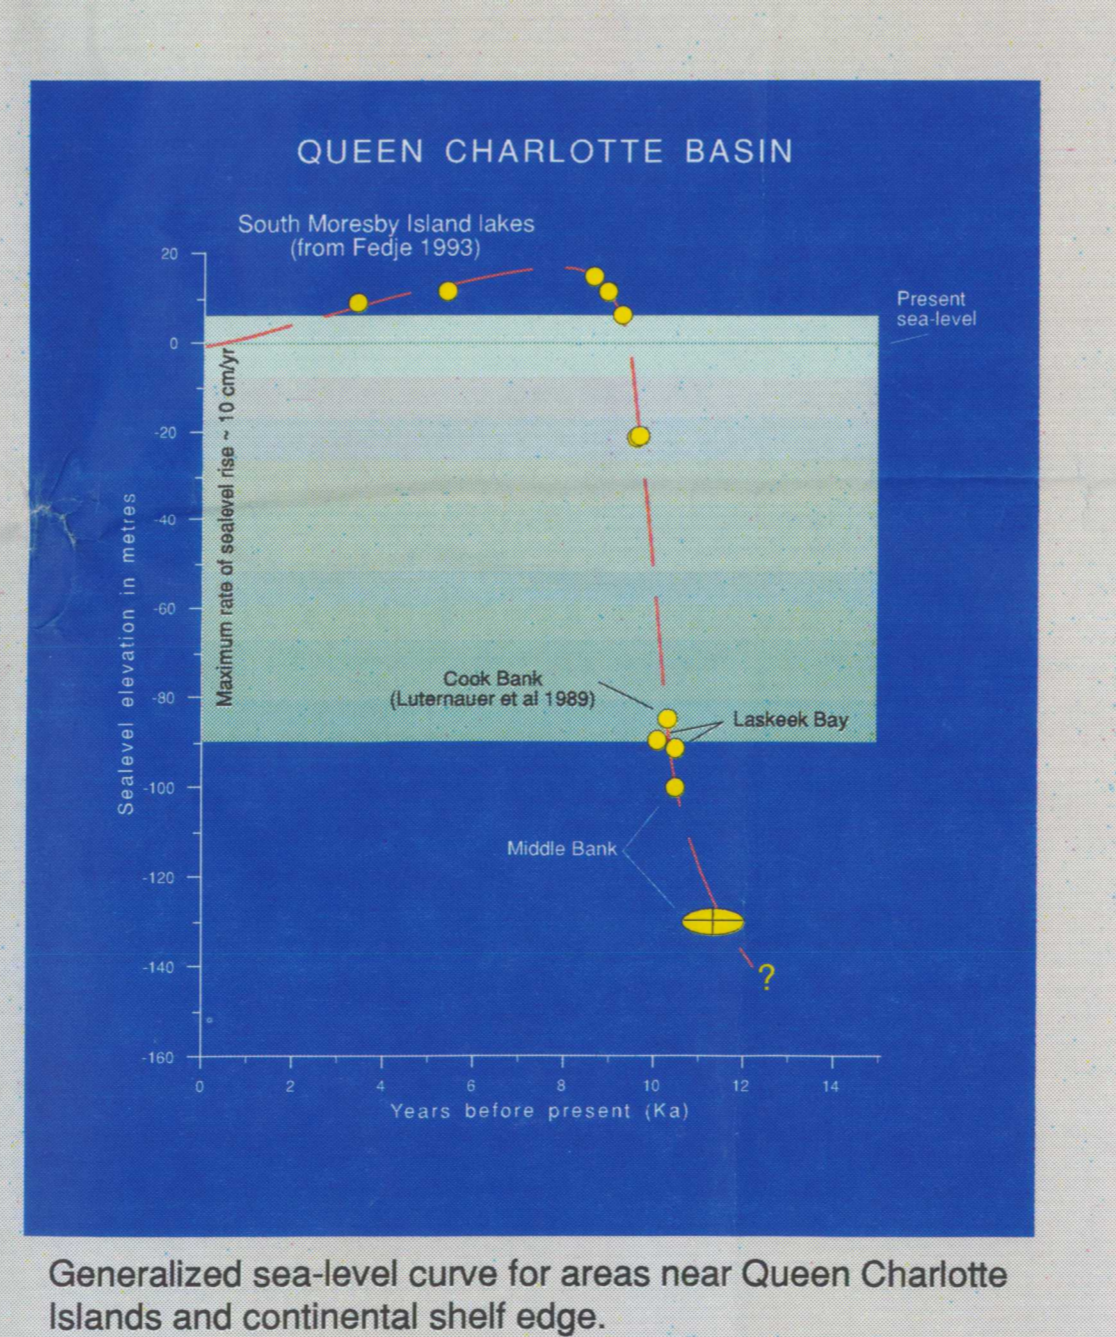 QUEEN CHARLOTTE BASIN
South Moresby Island lakes
(from Fedje 1993)
20
0
-20
-40
-60
-80
-100
-120
-140
-160
Sealevel elevation in metres
Maximum rate of sealevel rise ~ 10 cm/yr
Present
sea-level
Cook Bank
(Luternauer et al 1989)
Laskeek Bay
Middle Bank
?
0 2 4 6 8 10 12 14
Years before present (Ka)
Generalized sea-level curve for areas near Queen Charlotte
Islands and continental shelf edge.